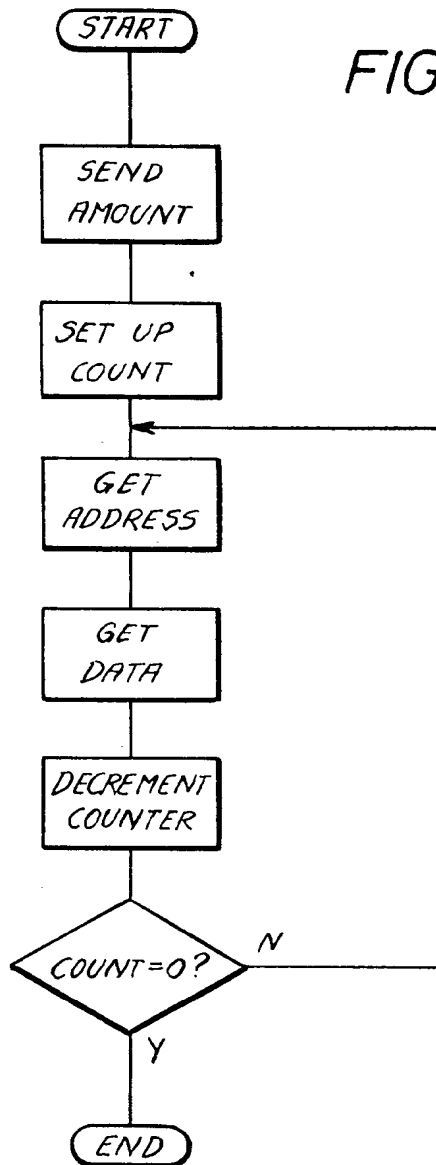 START
FIG
SEND
AMOUNT
SET UP
COUNT
GET
ADDRESS
GET
DATA
DECREMENT
COUNTER
COUNT=0?
N
Y
END